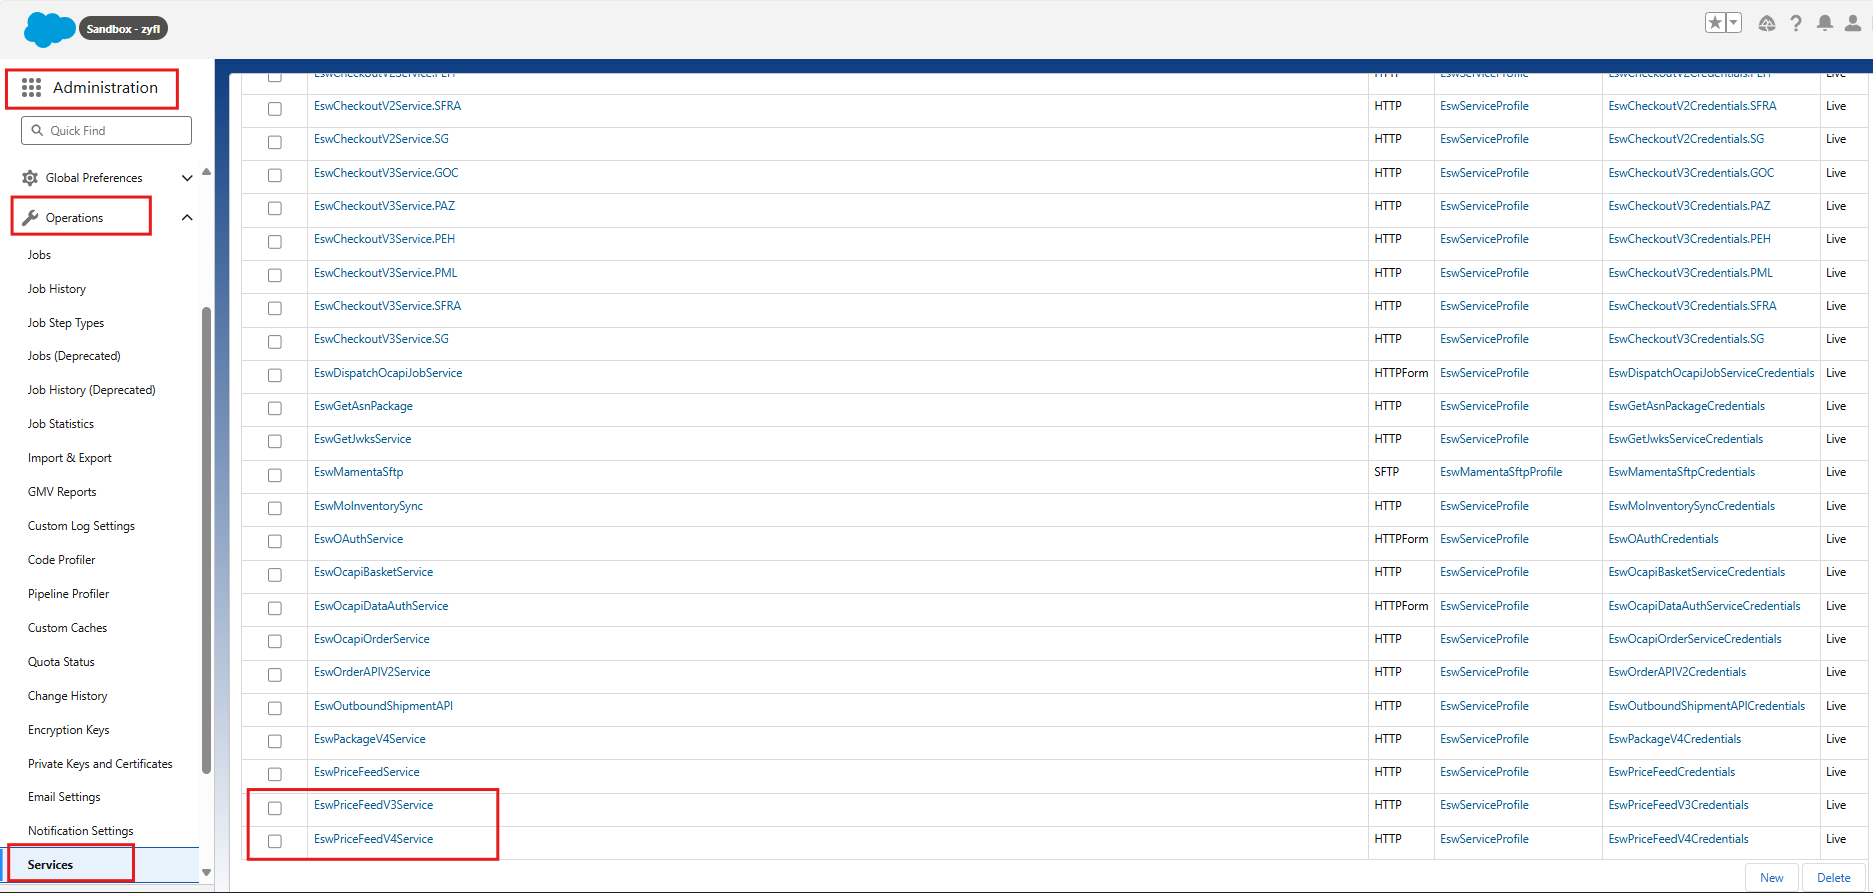 Sandbox - zyfl
Administration
Quick Find
Global Preferences
Operations
Jobs
Job History
Job Step Types
Jobs (Deprecated)
Job History (Deprecated)
Job Statistics
Import & Export
GMV Reports
Custom Log Settings
Code Profiler
Pipeline Profiler
Custom Caches
Quota Status
Change History
Encryption Keys
Private Keys and Certificates
Email Settings
Notification Settings
Services
EswCheckoutV2Service.PEH HTTP EswServiceProfile EswCheckoutV2Credentials.PEH Live
EswCheckoutV2Service.SFRA HTTP EswServiceProfile EswCheckoutV2Credentials.SFRA Live
EswCheckoutV2Service.SG HTTP EswServiceProfile EswCheckoutV2Credentials.SG Live
EswCheckoutV3Service.GOC HTTP EswServiceProfile EswCheckoutV3Credentials.GOC Live
EswCheckoutV3Service.PAZ HTTP EswServiceProfile EswCheckoutV3Credentials.PAZ Live
EswCheckoutV3Service.PEH HTTP EswServiceProfile EswCheckoutV3Credentials.PEH Live
EswCheckoutV3Service.PML HTTP EswServiceProfile EswCheckoutV3Credentials.PML Live
EswCheckoutV3Service.SFRA HTTP EswServiceProfile EswCheckoutV3Credentials.SFRA Live
EswCheckoutV3Service.SG HTTP EswServiceProfile EswCheckoutV3Credentials.SG Live
EswDispatchOcapiJobService HTTPForm EswServiceProfile EswDispatchOcapiJobServiceCredentials Live
EswGetAsnPackage HTTP EswServiceProfile EswGetAsnPackageCredentials Live
EswGetJwksService HTTP EswServiceProfile EswGetJwksServiceCredentials Live
EswMamentaSftp SFTP EswMamentaSftpProfile EswMamentaSftpCredentials Live
EswMoInventorySync HTTP EswServiceProfile EswMoInventorySyncCredentials Live
EswOAuthService HTTPForm EswServiceProfile EswOAuthCredentials Live
EswOcapiBasketService HTTP EswServiceProfile EswOcapiBasketServiceCredentials Live
EswOcapiDataAuthService HTTPForm EswServiceProfile EswOcapiDataAuthServiceCredentials Live
EswOcapiOrderService HTTP EswServiceProfile EswOcapiOrderServiceCredentials Live
EswOrderAPIV2Service HTTP EswServiceProfile EswOrderAPIV2Credentials Live
EswOutboundShipmentAPI HTTP EswServiceProfile EswOutboundShipmentAPICredentials Live
EswPackageV4Service HTTP EswServiceProfile EswPackageV4Credentials Live
EswPriceFeedService HTTP EswServiceProfile EswPriceFeedCredentials Live
EswPriceFeedV3Service HTTP EswServiceProfile EswPriceFeedV3Credentials Live
EswPriceFeedV4Service HTTP EswServiceProfile EswPriceFeedV4Credentials Live
New Delete